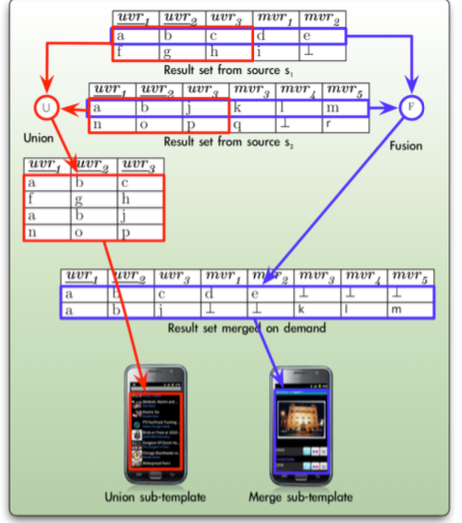 uvr₁ uvr₂ uvr₃ mvr₁ mvr₂
a b c d e
f g h i ⊥
Result set from source s₁
uvr₁ uvr₂ uvr₃ mvr₃ mvr₄ mvr₅
a b j k l m
n o p q ⊥ r
Result set from source s₂
U
Union
F
Fusion
uvr₁ uvr₂ uvr₃
a b c
f g h
a b j
n o p
uvr₁ uvr₂ uvr₃ mvr₁ mvr₂ mvr₃ mvr₄ mvr₅
a b c d e ⊥ ⊥ ⊥
a b j ⊥ ⊥ k l m
Result set merged on demand
Union sub-template
Merge sub-template